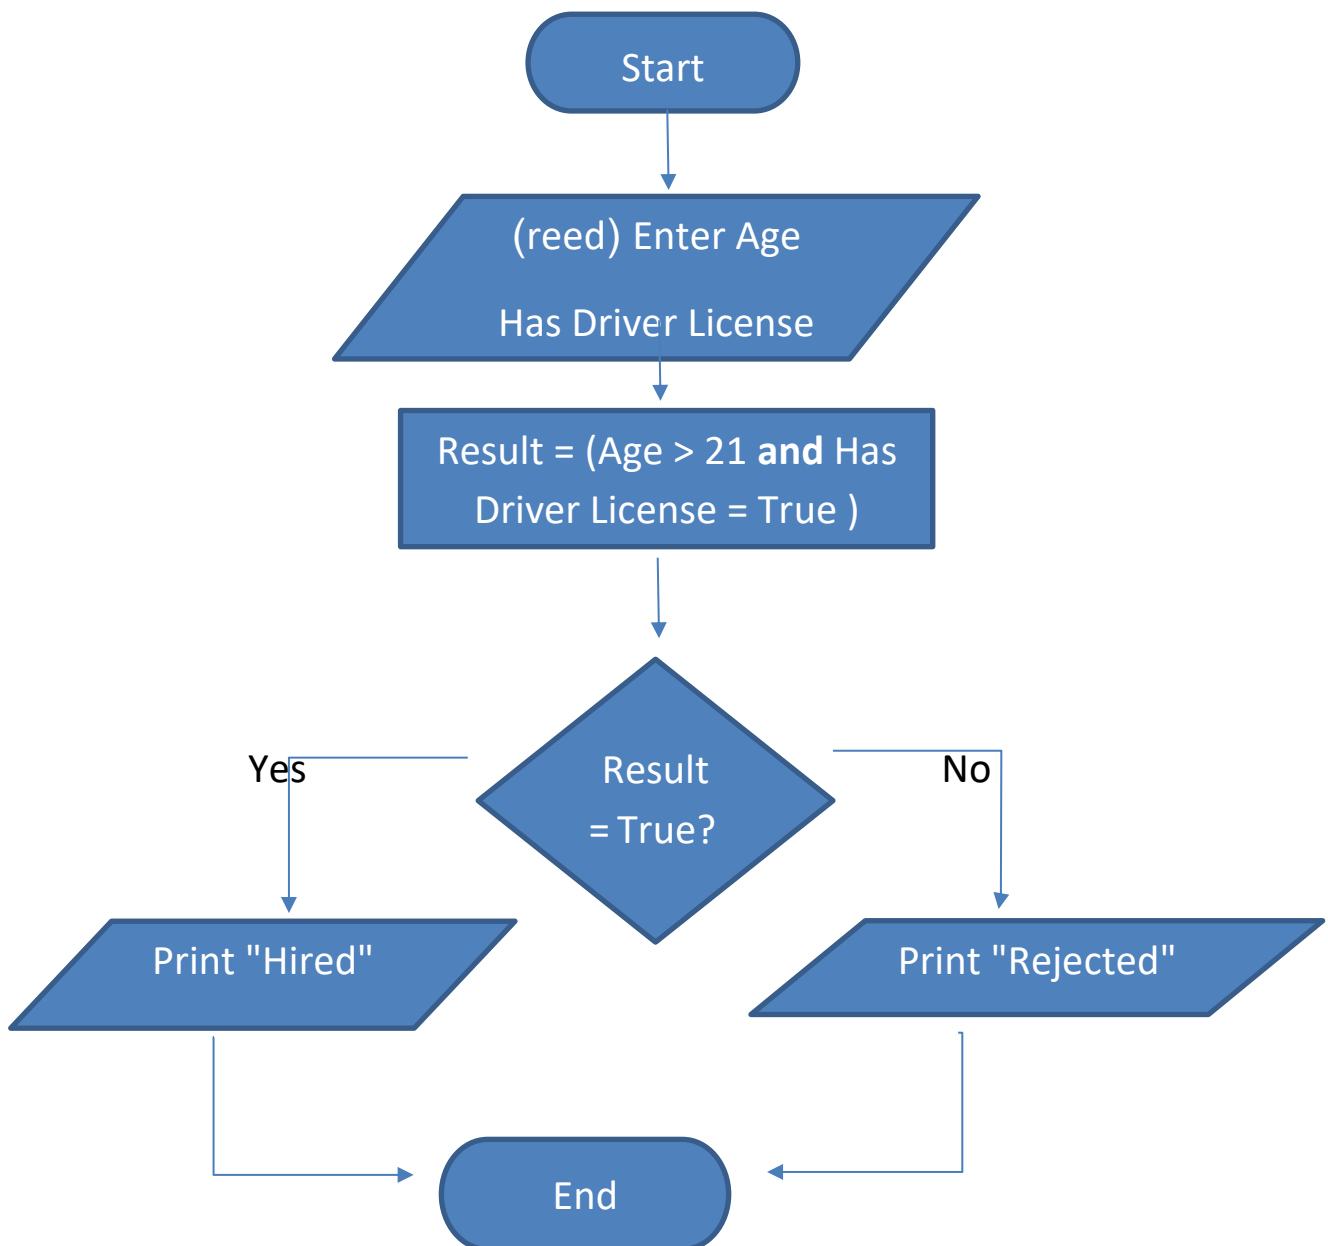 Start
(reed) Enter Age
Has Driver License
Result = (Age > 21 and Has
Driver License = True )
Yes
Result
= True?
No
Print "Hired"
Print "Rejected"
End